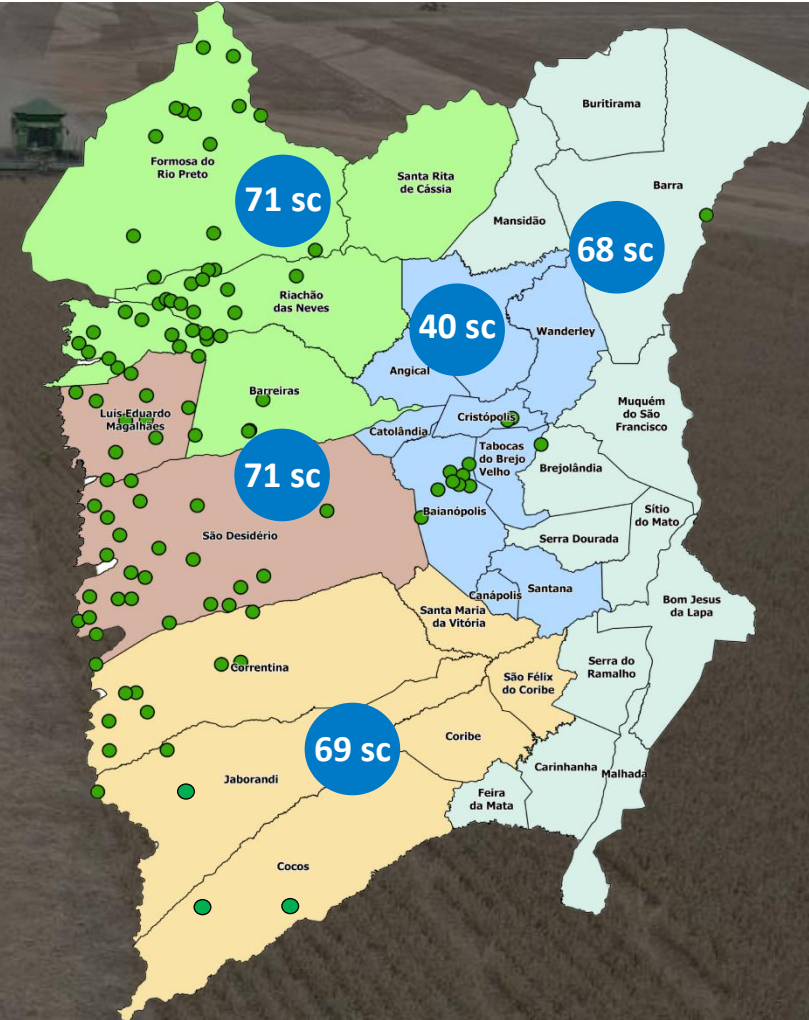 Buritirama
Formosa do
Rio Preto
Santa Rita
de Cássia
Barra
71 sc
Mansidão
68 sc
Riachão
das Neves
40 sc
Wanderley
Angical
Barreiras
Luis Eduardo
Magalhães
Cristópolis
Muquém
do São
Francisco
Catolândia
Tabocas
do Brejo
Velho
Brejolândia
71 sc
Baianópolis
Sítio
do Mato
São Desidério
Serra Dourada
Canápolis
Santana
Bom Jesus
da Lapa
Santa Maria
da Vitória
Correntina
São Félix
do Coribe
Serra do
Ramalho
69 sc
Coribe
Jaborandi
Carinhanha
Malhada
Feira
da Mata
Cocos